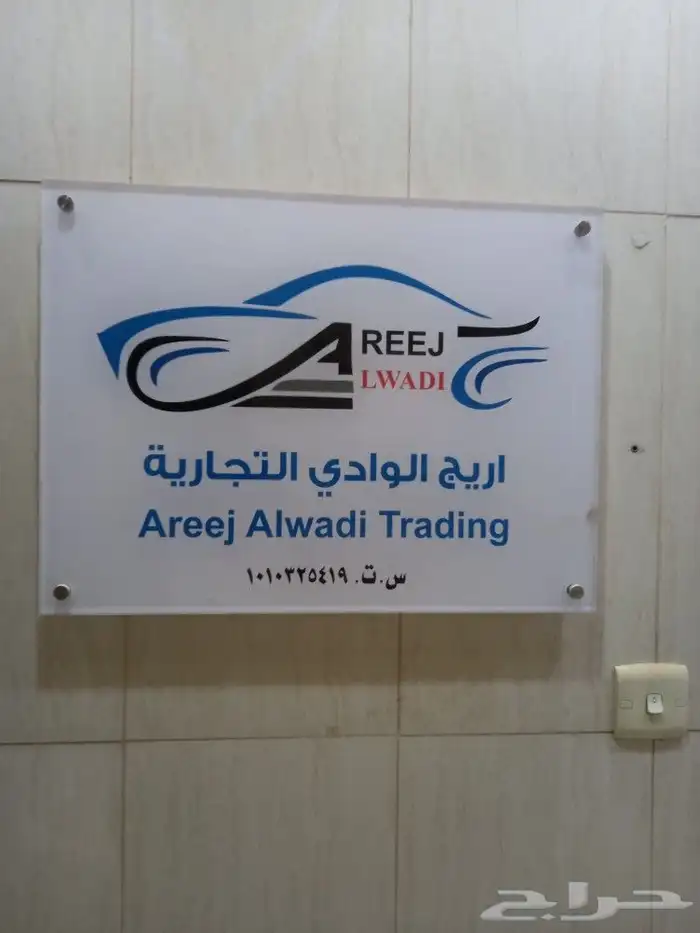 AREEJ
ALWADI
اريج الوادي التجارية
Areej Alwadi Trading
س.ت. ١٠١٠٣٢٥٤١٩
حراج